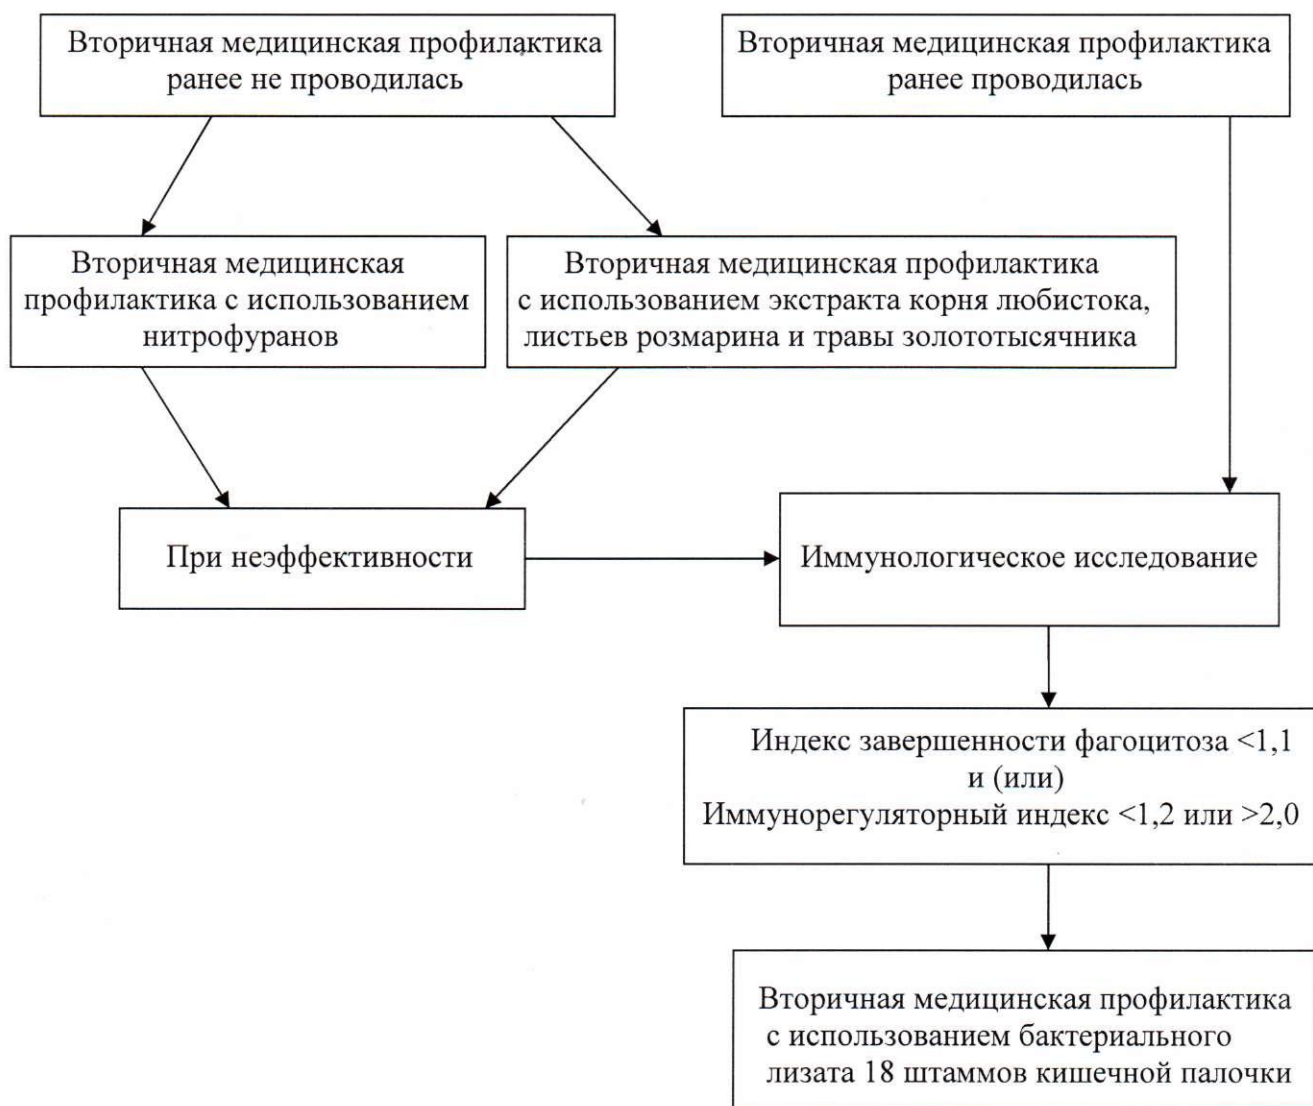 Вторичная медицинская профилактика
ранее не проводилась
Вторичная медицинская профилактика
ранее проводилась
Вторичная медицинская
профилактика с использованием
нитрофуранов
Вторичная медицинская профилактика
с использованием экстракта корня любистока,
листьев розмарина и травы золототысячника
При неэффективности
Иммунологическое исследование
Индекс завершенности фагоцитоза <1,1
и (или)
Иммунорегуляторный индекс <1,2 или >2,0
Вторичная медицинская профилактика
с использованием бактериального
лизата 18 штаммов кишечной палочки